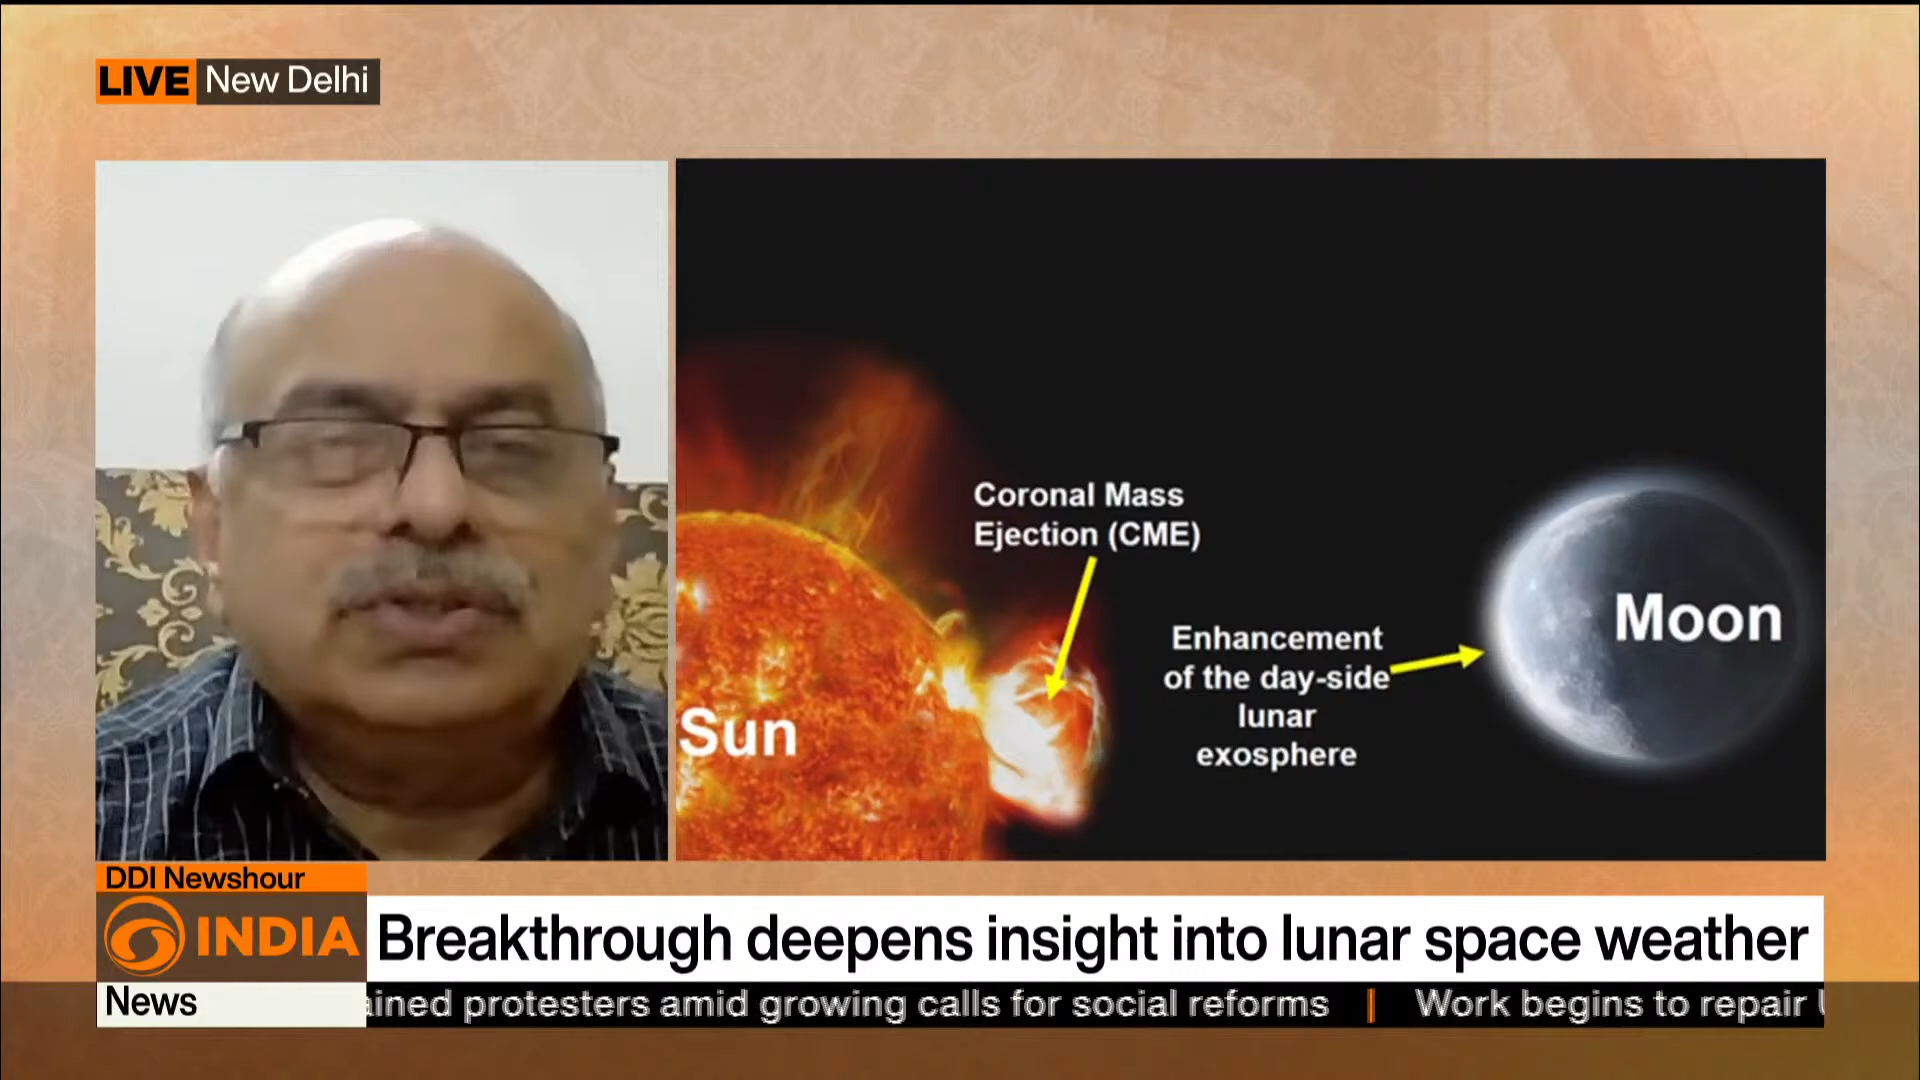 LIVE New Delhi
Coronal Mass
Ejection (CME)
Enhancement
of the day-side
lunar
exosphere
Moon
Sun
DDI Newshour
INDIA
Breakthrough deepens insight into lunar space weather
News
protesters amid growing calls for social reforms | Work begins to repair